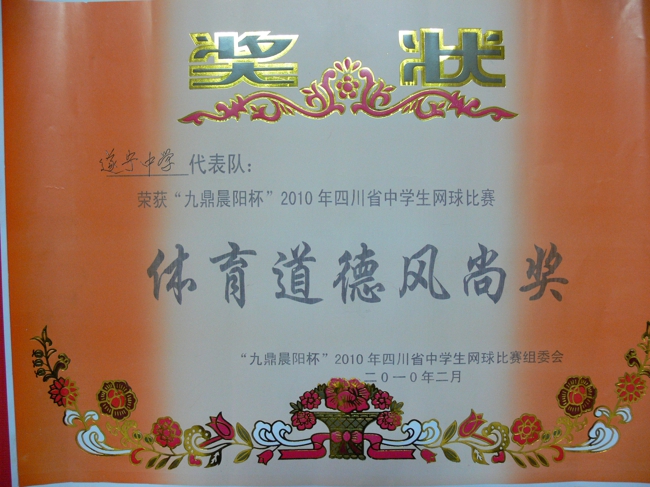 奖状
遂宁中学 代表队：
荣获“九鼎晨阳杯”2010年四川省中学生网球比赛
体育道德风尚奖
“九鼎晨阳杯”2010年四川省中学生网球比赛组委会
二○一○年二月